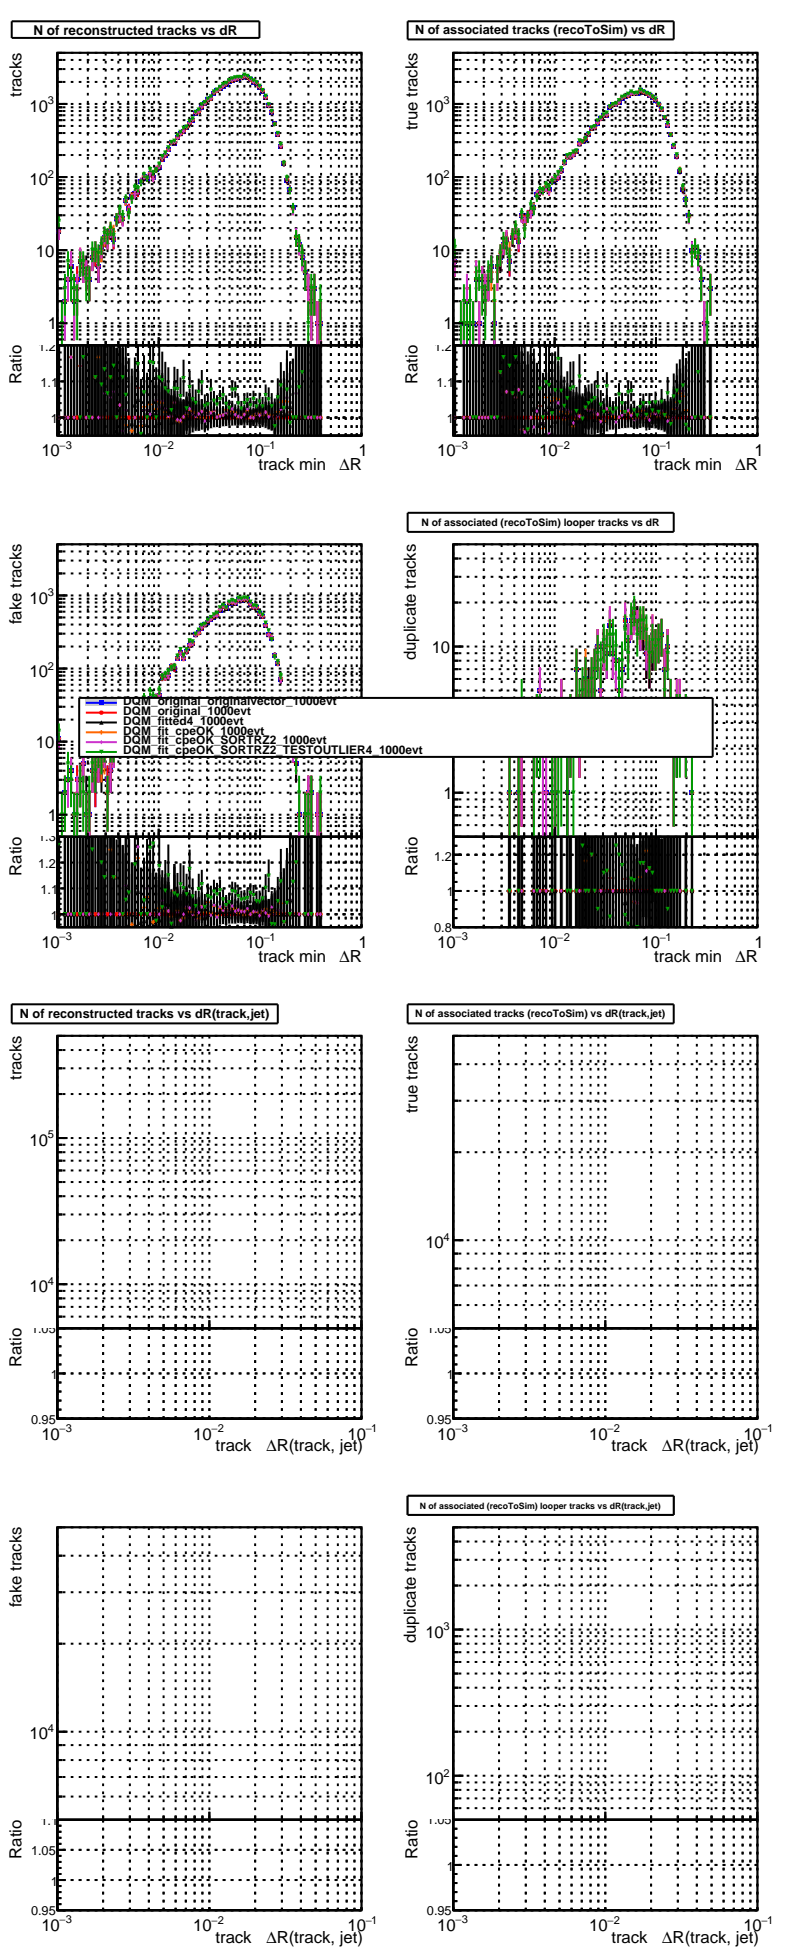 N of reconstructed tracks vs dR
tracks
10³
10²
10
1
1.2
Ratio
1.1
1
10⁻³ 10⁻² 10⁻¹ 1
track min ΔR
N of associated tracks (recoToSim) vs dR
true tracks
10³
10²
10
1
1.2
Ratio
1.1
1
10⁻³ 10⁻² 10⁻¹ 1
track min ΔR
fake tracks
10³
10²
10
1
1.3
Ratio
1.2
1.1
1
10⁻³ 10⁻² 10⁻¹ 1
track min ΔR
N of associated (recoToSim) looper tracks vs dR
duplicate tracks
10
1
Ratio
1.2
1
0.8
10⁻³ 10⁻² 10⁻¹ 1
track min ΔR
DQM_original_originalvector_1000evt
DQM_original_1000evt
DQM_fitted4_1000evt
DQM_fit_cpeOK_1000evt
DQM_fit_cpeOK_SORTRZ2_1000evt
DQM_fit_cpeOK_SORTRZ2_TESTOUTLIER4_1000evt
N of reconstructed tracks vs dR(track,jet)
tracks
10⁵
10⁴
1.05
Ratio
1
0.95
10⁻³ 10⁻² 10⁻¹
track ΔR(track, jet)
N of associated tracks (recoToSim) vs dR(track,jet)
true tracks
10⁴
1.05
Ratio
1
0.95
10⁻³ 10⁻² 10⁻¹
track ΔR(track, jet)
fake tracks
10⁴
1.1
Ratio
1.05
1
0.95
10⁻³ 10⁻² 10⁻¹
track ΔR(track, jet)
N of associated (recoToSim) looper tracks vs dR(track,jet)
duplicate tracks
10³
10²
1.05
Ratio
1
0.95
10⁻³ 10⁻² 10⁻¹
track ΔR(track, jet)